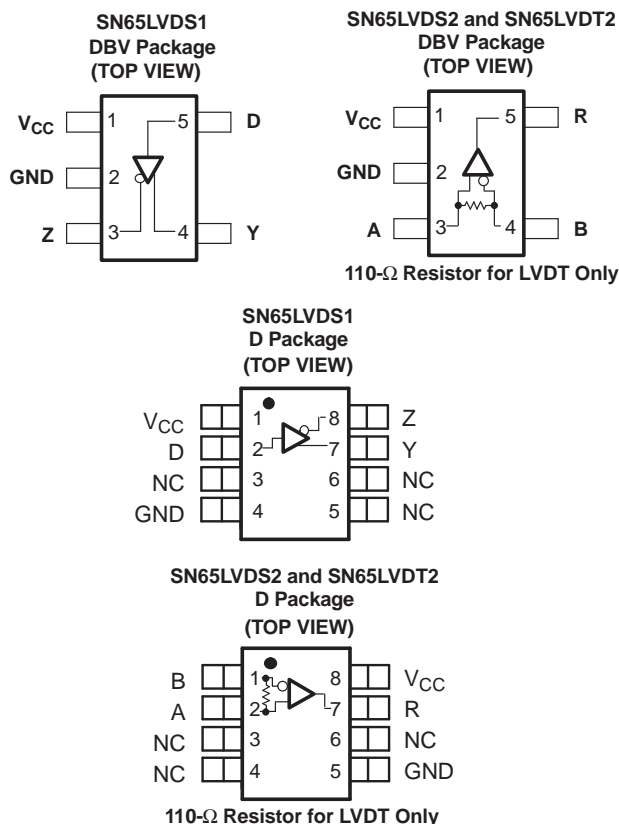 SN65LVDS1
DBV Package
(TOP VIEW)
VCC 1 5 D
GND 2
Z 3 4 Y
SN65LVDS2 and SN65LVDT2
DBV Package
(TOP VIEW)
VCC 1 5 R
GND 2
A 3 4 B
110-Ω Resistor for LVDT Only
SN65LVDS1
D Package
(TOP VIEW)
VCC 1 8 Z
D 2 7 Y
NC 3 6 NC
GND 4 5 NC
SN65LVDS2 and SN65LVDT2
D Package
(TOP VIEW)
B 1 8 VCC
A 2 7 R
NC 3 6 NC
NC 4 5 GND
110-Ω Resistor for LVDT Only